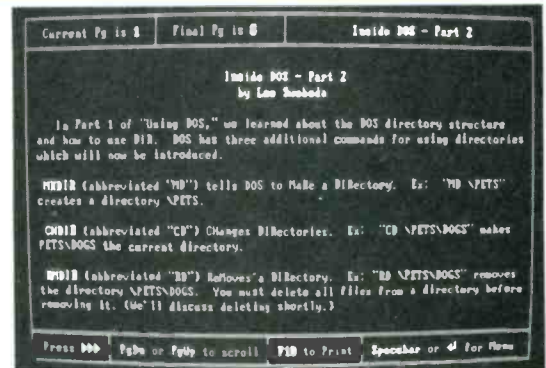 Current Pg is 1 Final Pg is 6 Inside DOS - Part 2
Inside DOS - Part 2
by Lee Swoboda
In Part 1 of "Using DOS," we learned about the DOS directory structure
and how to use DIR. DOS has three additional commands for using directories
which will now be introduced.
MKDIR (abbreviated "MD") tells DOS to MaKe a DIRectory. Ex: "MD \PETS"
creates a directory \PETS.
CHDIR (abbreviated "CD") CHanges DIRectories. Ex: "CD \PETS\DOGS" makes
PETS\DOGS the current directory.
RMDIR (abbreviated "RD") ReMoves a DIRectory. Ex: "RD \PETS\DOGS" removes
the directory \PETS\DOGS. You must delete all files from a directory before
removing it. (We'll discuss deleting shortly.)
Press PgDn or PgUp to scroll F10 to Print Spacebar or ↵ for Menu